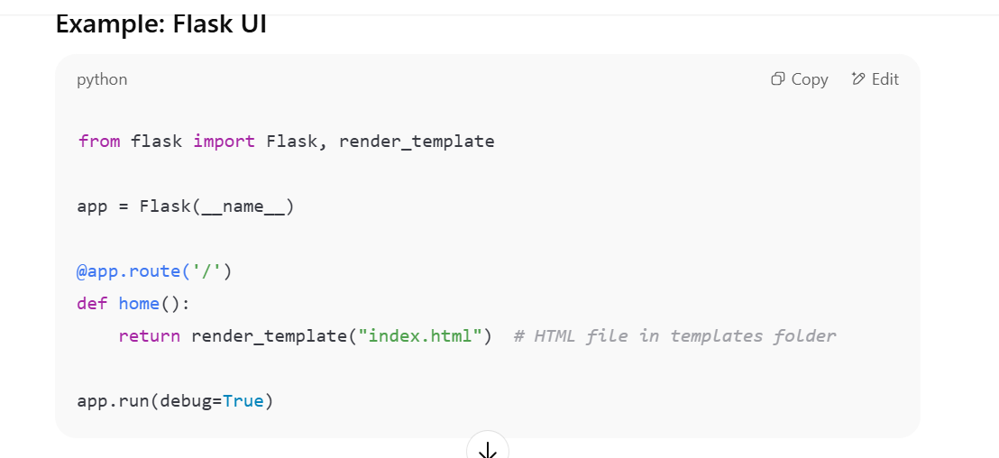 Example: Flask UI
python
Copy
Edit
from flask import Flask, render_template
app = Flask(__name__)
@app.route('/')
def home():
    return render_template("index.html")  # HTML file in templates folder
app.run(debug=True)